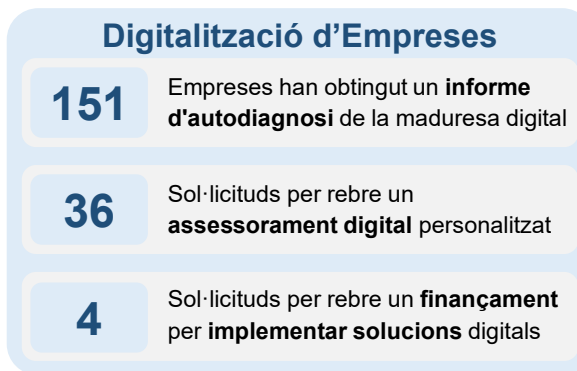 Digitalització d’Empreses
151
Empreses han obtingut un informe
d'autodiagnosi de la maduresa digital
36
Sol·licituds per rebre un
assessorament digital personalitzat
4
Sol·licituds per rebre un finançament
per implementar solucions digitals